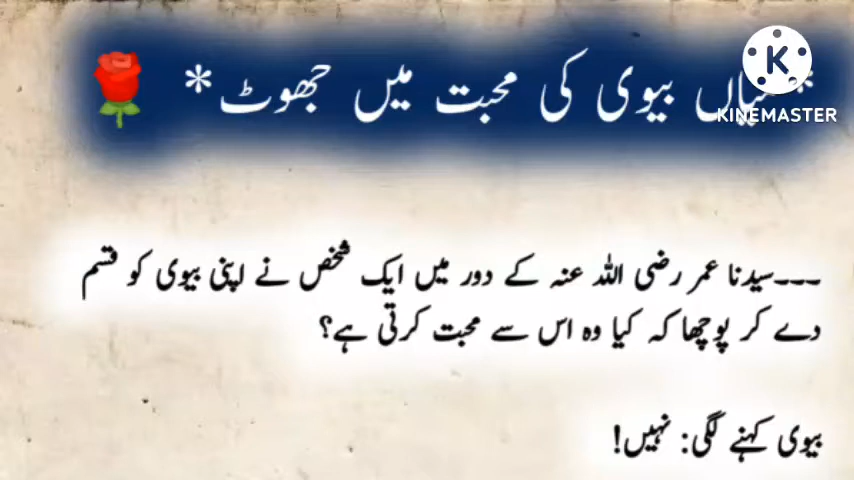 *میاں بیوی کی محبت میں جھوٹ*
KINEMASTER
۔۔۔سیدنا عمر رضی اللہ عنہ کے دور میں ایک شخص نے اپنی بیوی کو قسم
دے کر پوچھا کہ کیا وہ اس سے محبت کرتی ہے؟
بیوی کہنے لگی: نہیں!